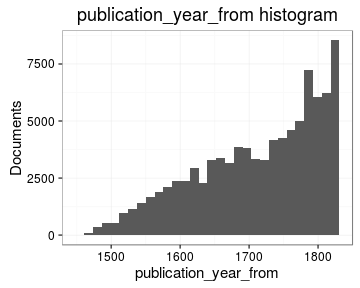 publication_year_from histogram
7500
5000
2500
0
Documents
1500 1600 1700 1800
publication_year_from